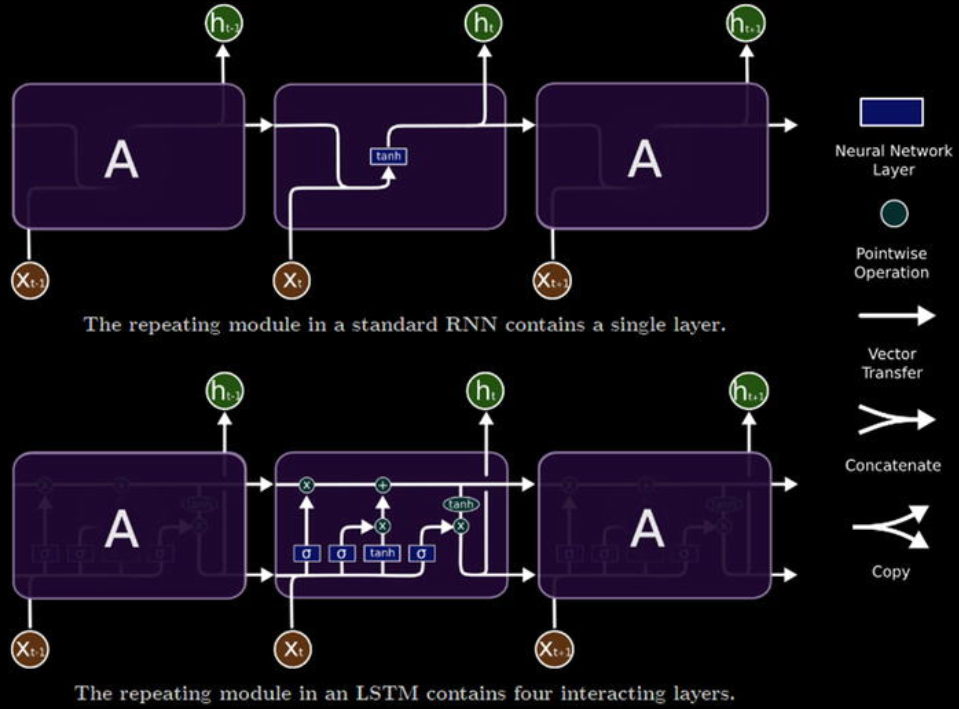 hₜ₋₁
hₜ
hₜ₊₁
A
tanh
A
Xₜ₋₁
Xₜ
Xₜ₊₁
The repeating module in a standard RNN contains a single layer.
hₜ₋₁
hₜ
hₜ₊₁
x
+
tanh
A
x
x
A
σ
σ
tanh
σ
Xₜ₋₁
Xₜ
Xₜ₊₁
The repeating module in an LSTM contains four interacting layers.
Neural Network
Layer
Pointwise
Operation
Vector
Transfer
Concatenate
Copy